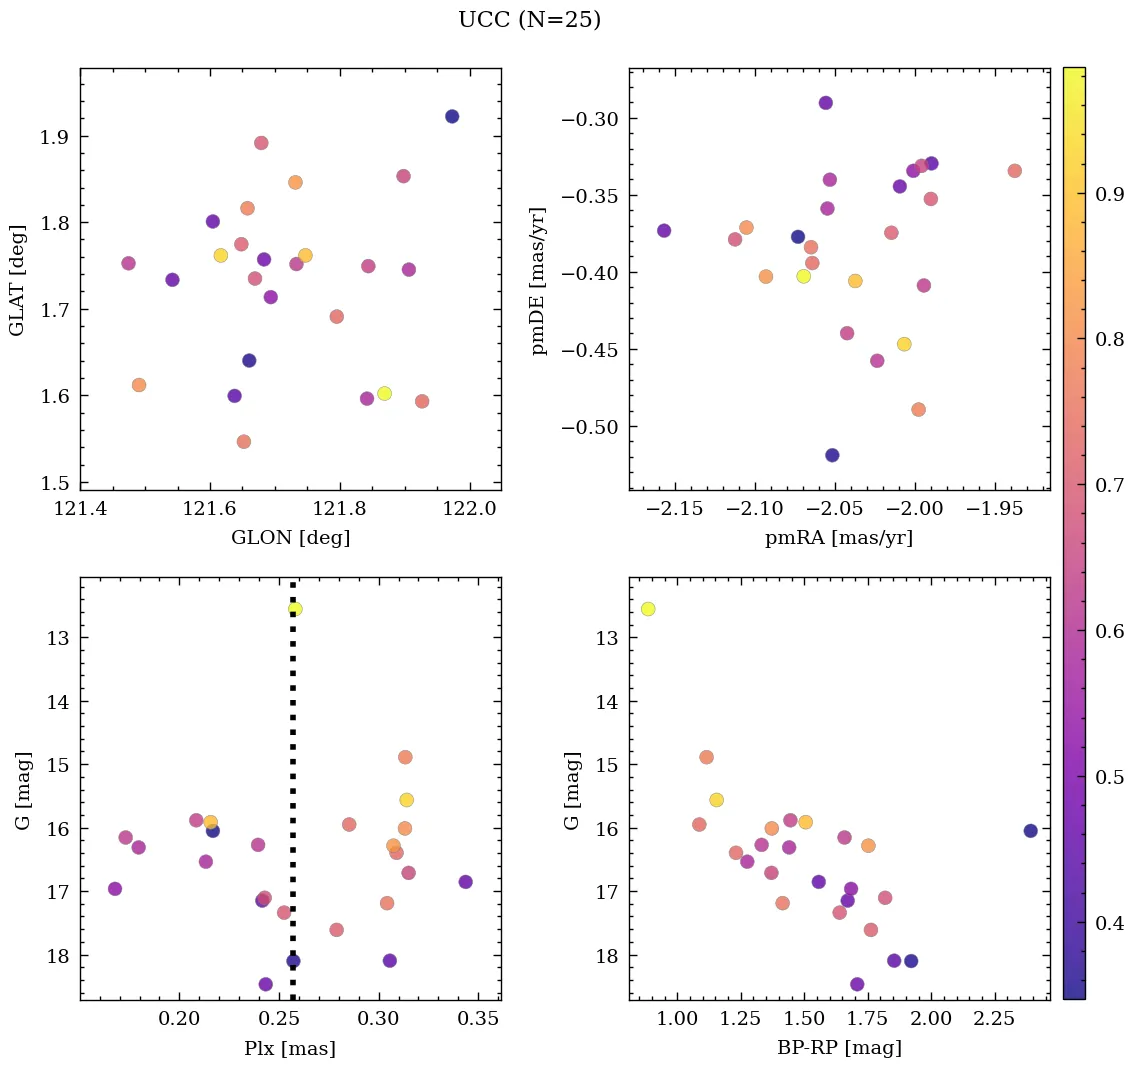 UCC (N=25)
1.9
1.8
1.7
1.6
1.5
GLAT [deg]
121.4 121.6 121.8 122.0
GLON [deg]
−0.30
−0.35
−0.40
−0.45
−0.50
pmDE [mas/yr]
−2.15 −2.10 −2.05 −2.00 −1.95
pmRA [mas/yr]
13
14
15
16
17
18
G [mag]
0.20 0.25 0.30 0.35
Plx [mas]
13
14
15
16
17
18
G [mag]
1.00 1.25 1.50 1.75 2.00 2.25
BP-RP [mag]
0.9
0.8
0.7
0.6
0.5
0.4